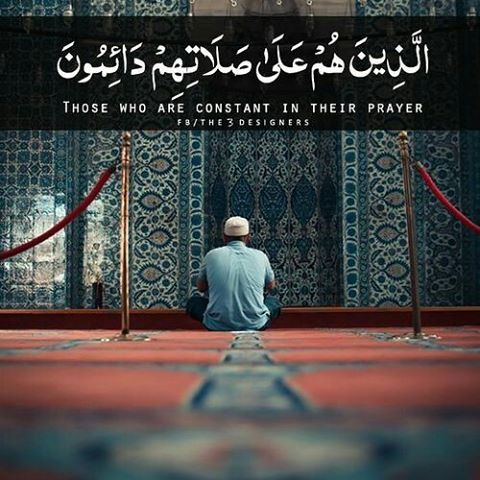 الَّذِينَ هُمْ عَلَىٰ صَلَاتِهِمْ دَائِمُونَ
THOSE WHO ARE CONSTANT IN THEIR PRAYER
FB/THE3DESIGNERS